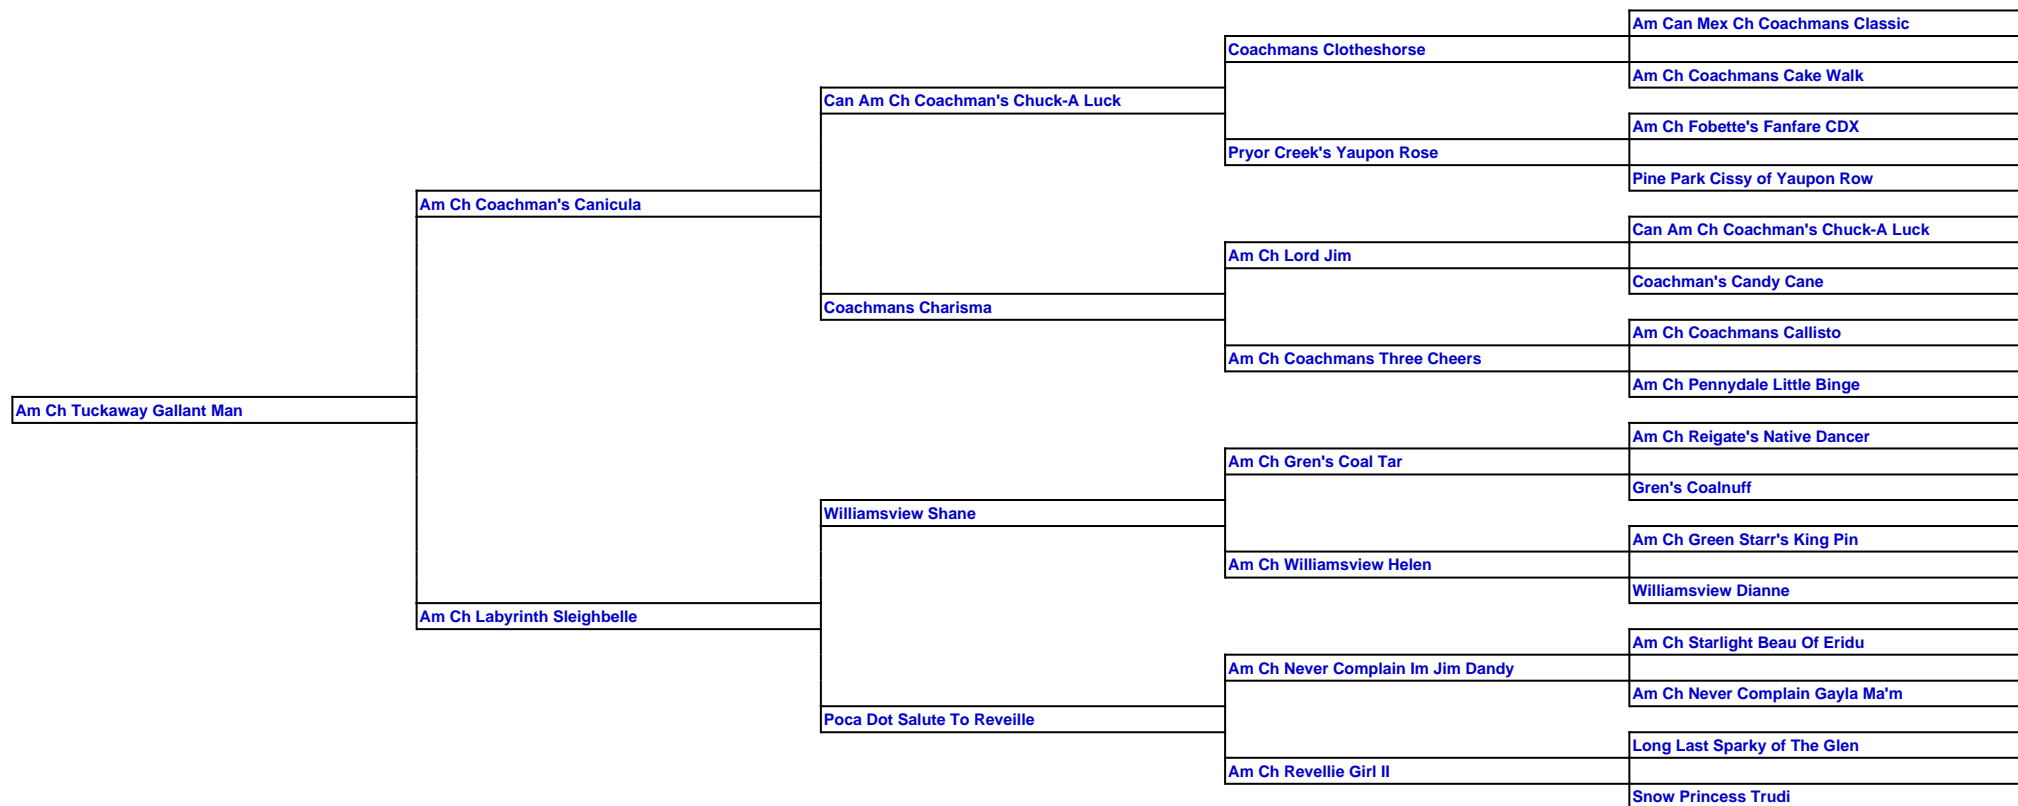 Am Can Mex Ch Coachmans Classic
Coachmans Clotheshorse
Am Ch Coachmans Cake Walk
Can Am Ch Coachman's Chuck-A Luck
Am Ch Fobette's Fanfare CDX
Pryor Creek's Yaupon Rose
Pine Park Cissy of Yaupon Row
Am Ch Coachman's Canicula
Can Am Ch Coachman's Chuck-A Luck
Am Ch Lord Jim
Coachman's Candy Cane
Coachmans Charisma
Am Ch Coachmans Callisto
Am Ch Coachmans Three Cheers
Am Ch Pennydale Little Binge
Am Ch Tuckaway Gallant Man
Am Ch Reigate's Native Dancer
Am Ch Gren's Coal Tar
Gren's Coalnuff
Williamsview Shane
Am Ch Green Starr's King Pin
Am Ch Williamsview Helen
Williamsview Dianne
Am Ch Labyrinth Sleighbelle
Am Ch Starlight Beau Of Eridu
Am Ch Never Complain Im Jim Dandy
Am Ch Never Complain Gayla Ma'm
Poca Dot Salute To Reveille
Long Last Sparky of The Glen
Am Ch Revellie Girl II
Snow Princess Trudi